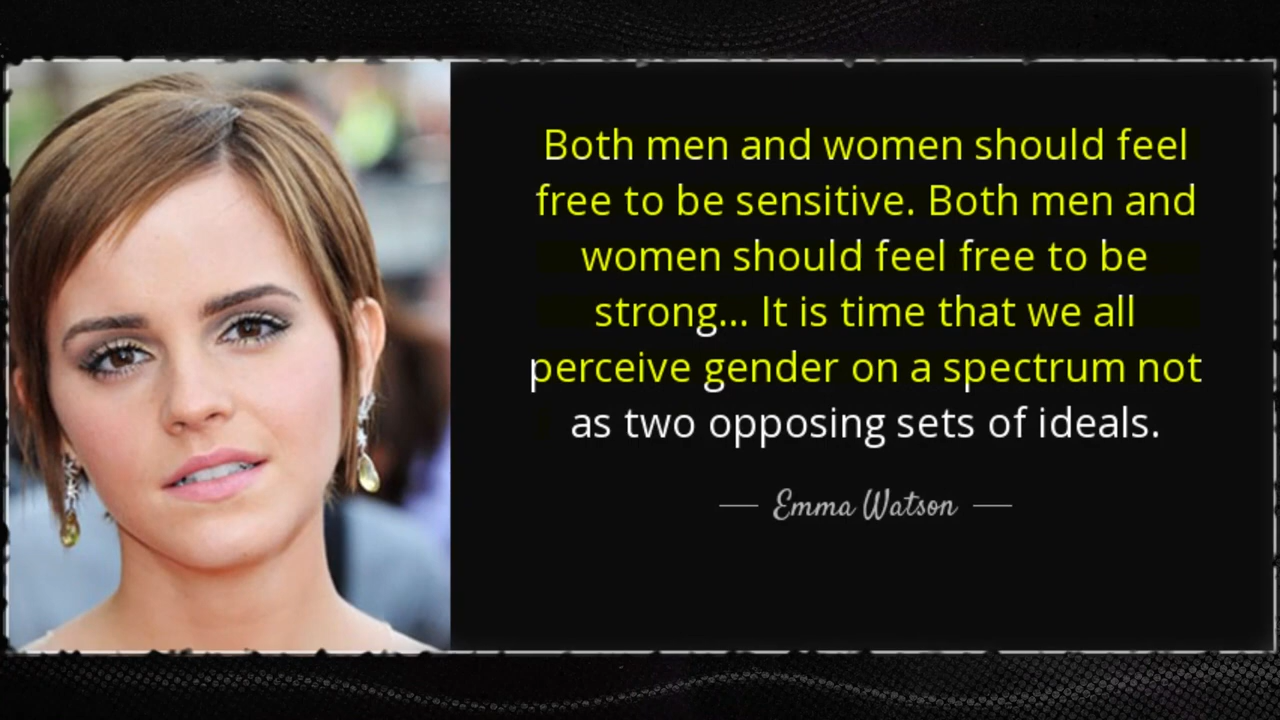 Both men and women should feel
free to be sensitive. Both men and
women should feel free to be
strong... It is time that we all
perceive gender on a spectrum not
as two opposing sets of ideals.
Emma Watson